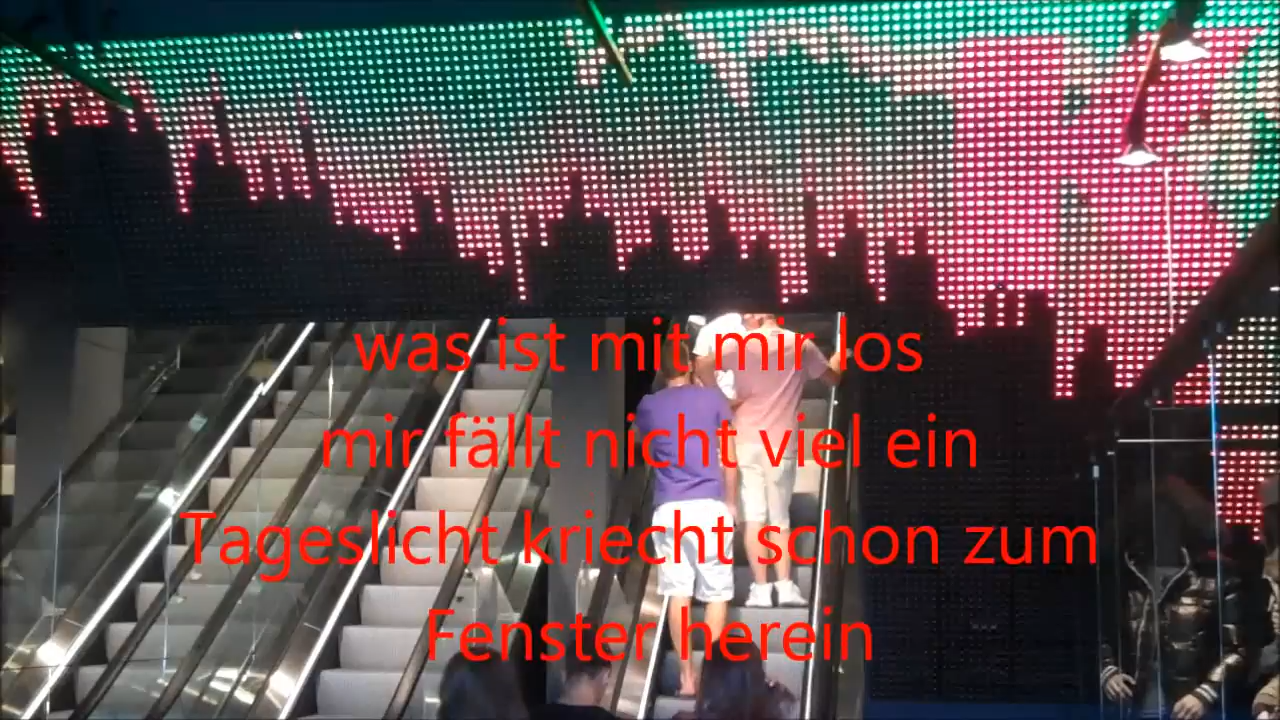 was ist mit mir los
mir fällt nicht viel ein
Tageslicht kriecht schon zum
Fenster herein